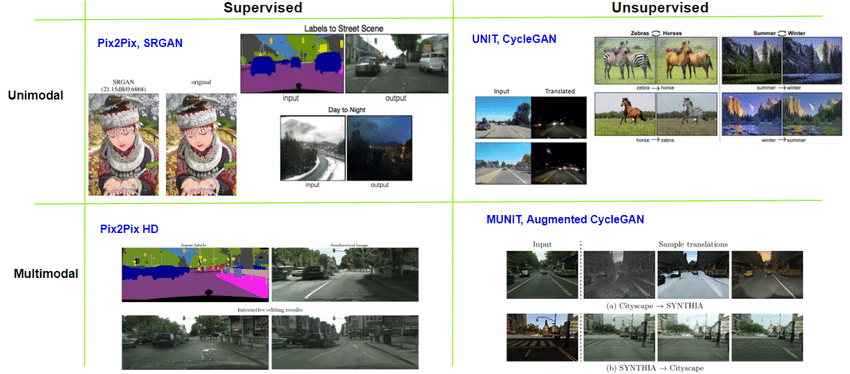 Supervised
Unsupervised
Unimodal
Pix2Pix, SRGAN
SRGAN
(21.15dB/0.6868)
original
Labels to Street Scene
input
output
Day to Night
input
output
UNIT, CycleGAN
Input
Translated
Zebras Horses
zebra → horse
horse → zebra
Summer Winter
summer → winter
winter → summer
Multimodal
Pix2Pix HD
Input labels
Synthesized image
Interactive editing results
MUNIT, Augmented CycleGAN
Input
Sample translations
(a) Cityscape → SYNTHIA
(b) SYNTHIA → Cityscape